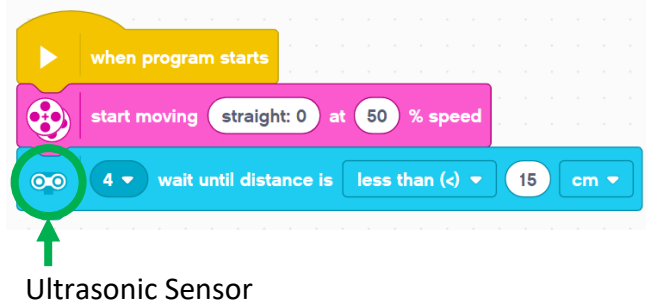 when program starts
start moving straight: 0 at 50 % speed
4 wait until distance is less than (<) 15 cm
Ultrasonic Sensor